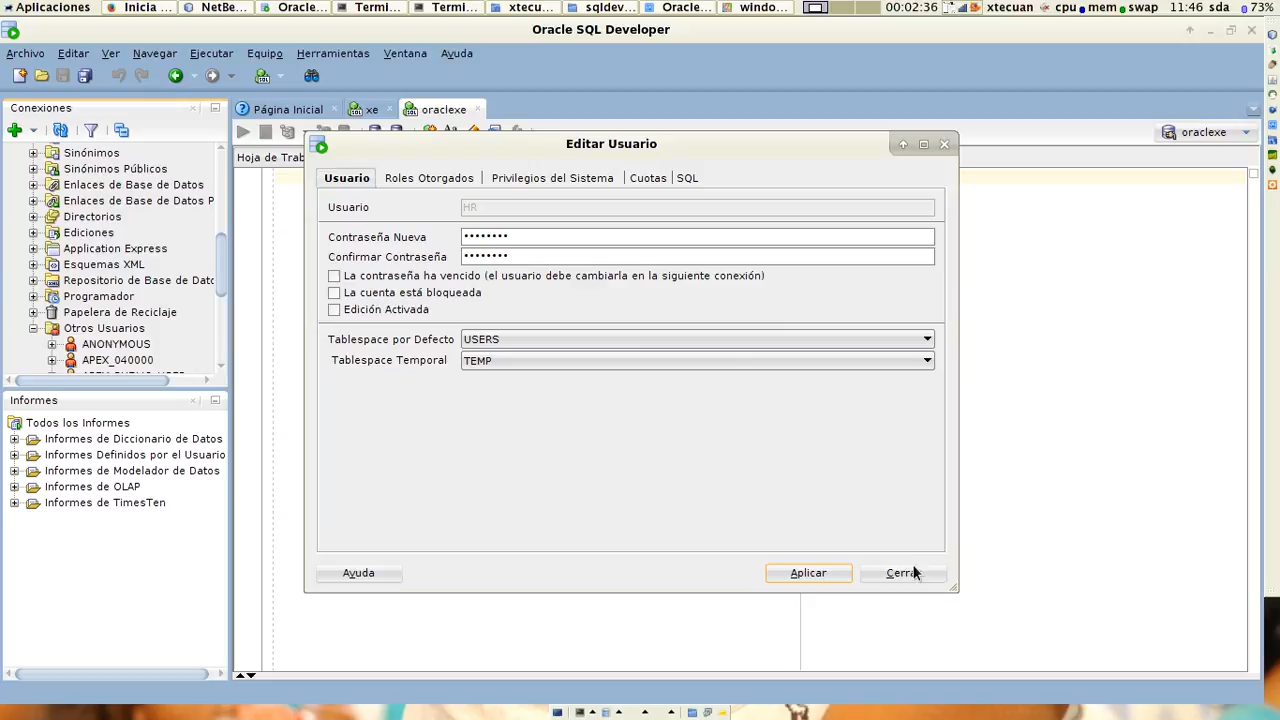 Aplicaciones Inicia ... NetBe... Oracle... Termi... Termi... xtecu... sqldev... Oracle... windo... 00:02:36 xtecuan cpu mem swap 11:46 sda 73%
Oracle SQL Developer
Archivo Editar Ver Navegar Ejecutar Equipo Herramientas Ventana Ayuda
Conexiones
Página Inicial xe oraclexe
oraclexe
Hoja de Trab
Sinónimos
Sinónimos Públicos
Enlaces de Base de Datos
Enlaces de Base de Datos P
Directorios
Ediciones
Application Express
Esquemas XML
Repositorio de Base de Dato
Programador
Papelera de Reciclaje
Otros Usuarios
ANONYMOUS
APEX_040000
Informes
Todos los Informes
Informes de Diccionario de Datos
Informes Definidos por el Usuario
Informes de Modelador de Datos
Informes de OLAP
Informes de TimesTen
Editar Usuario
Usuario Roles Otorgados Privilegios del Sistema Cuotas SQL
Usuario HR
Contraseña Nueva ••••••••
Confirmar Contraseña ••••••••
La contraseña ha vencido (el usuario debe cambiarla en la siguiente conexión)
La cuenta está bloqueada
Edición Activada
Tablespace por Defecto USERS
Tablespace Temporal TEMP
Ayuda Aplicar